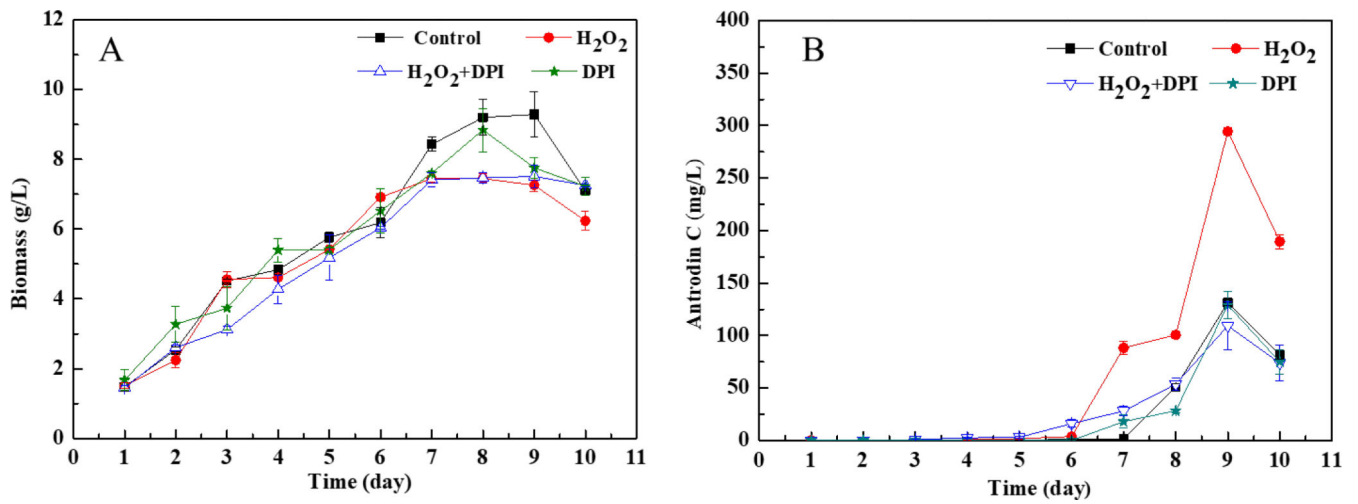 A
Control
H₂O₂
H₂O₂+DPI
DPI
12
10
8
6
4
2
0
Biomass (g/L)
0 1 2 3 4 5 6 7 8 9 10 11
Time (day)
B
Control
H₂O₂
H₂O₂+DPI
DPI
400
350
300
250
200
150
100
50
0
Antrodin C (mg/L)
0 1 2 3 4 5 6 7 8 9 10 11
Time (day)